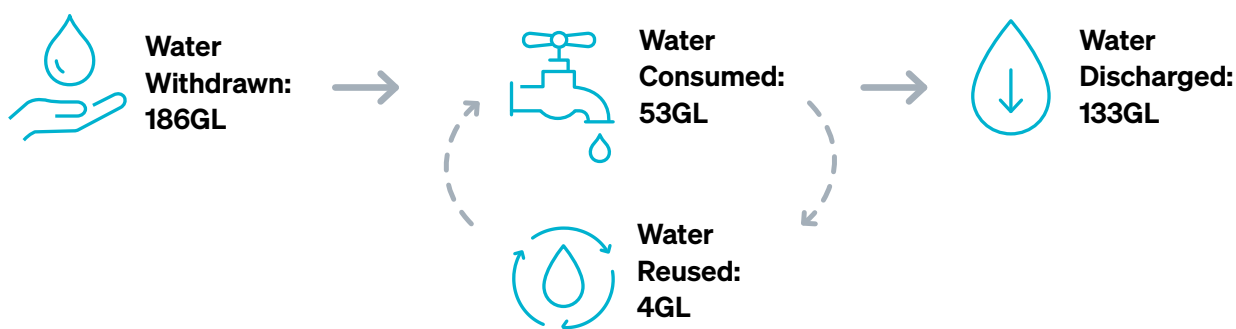 Water
Withdrawn:
186GL
Water
Consumed:
53GL
Water
Discharged:
133GL
Water
Reused:
4GL